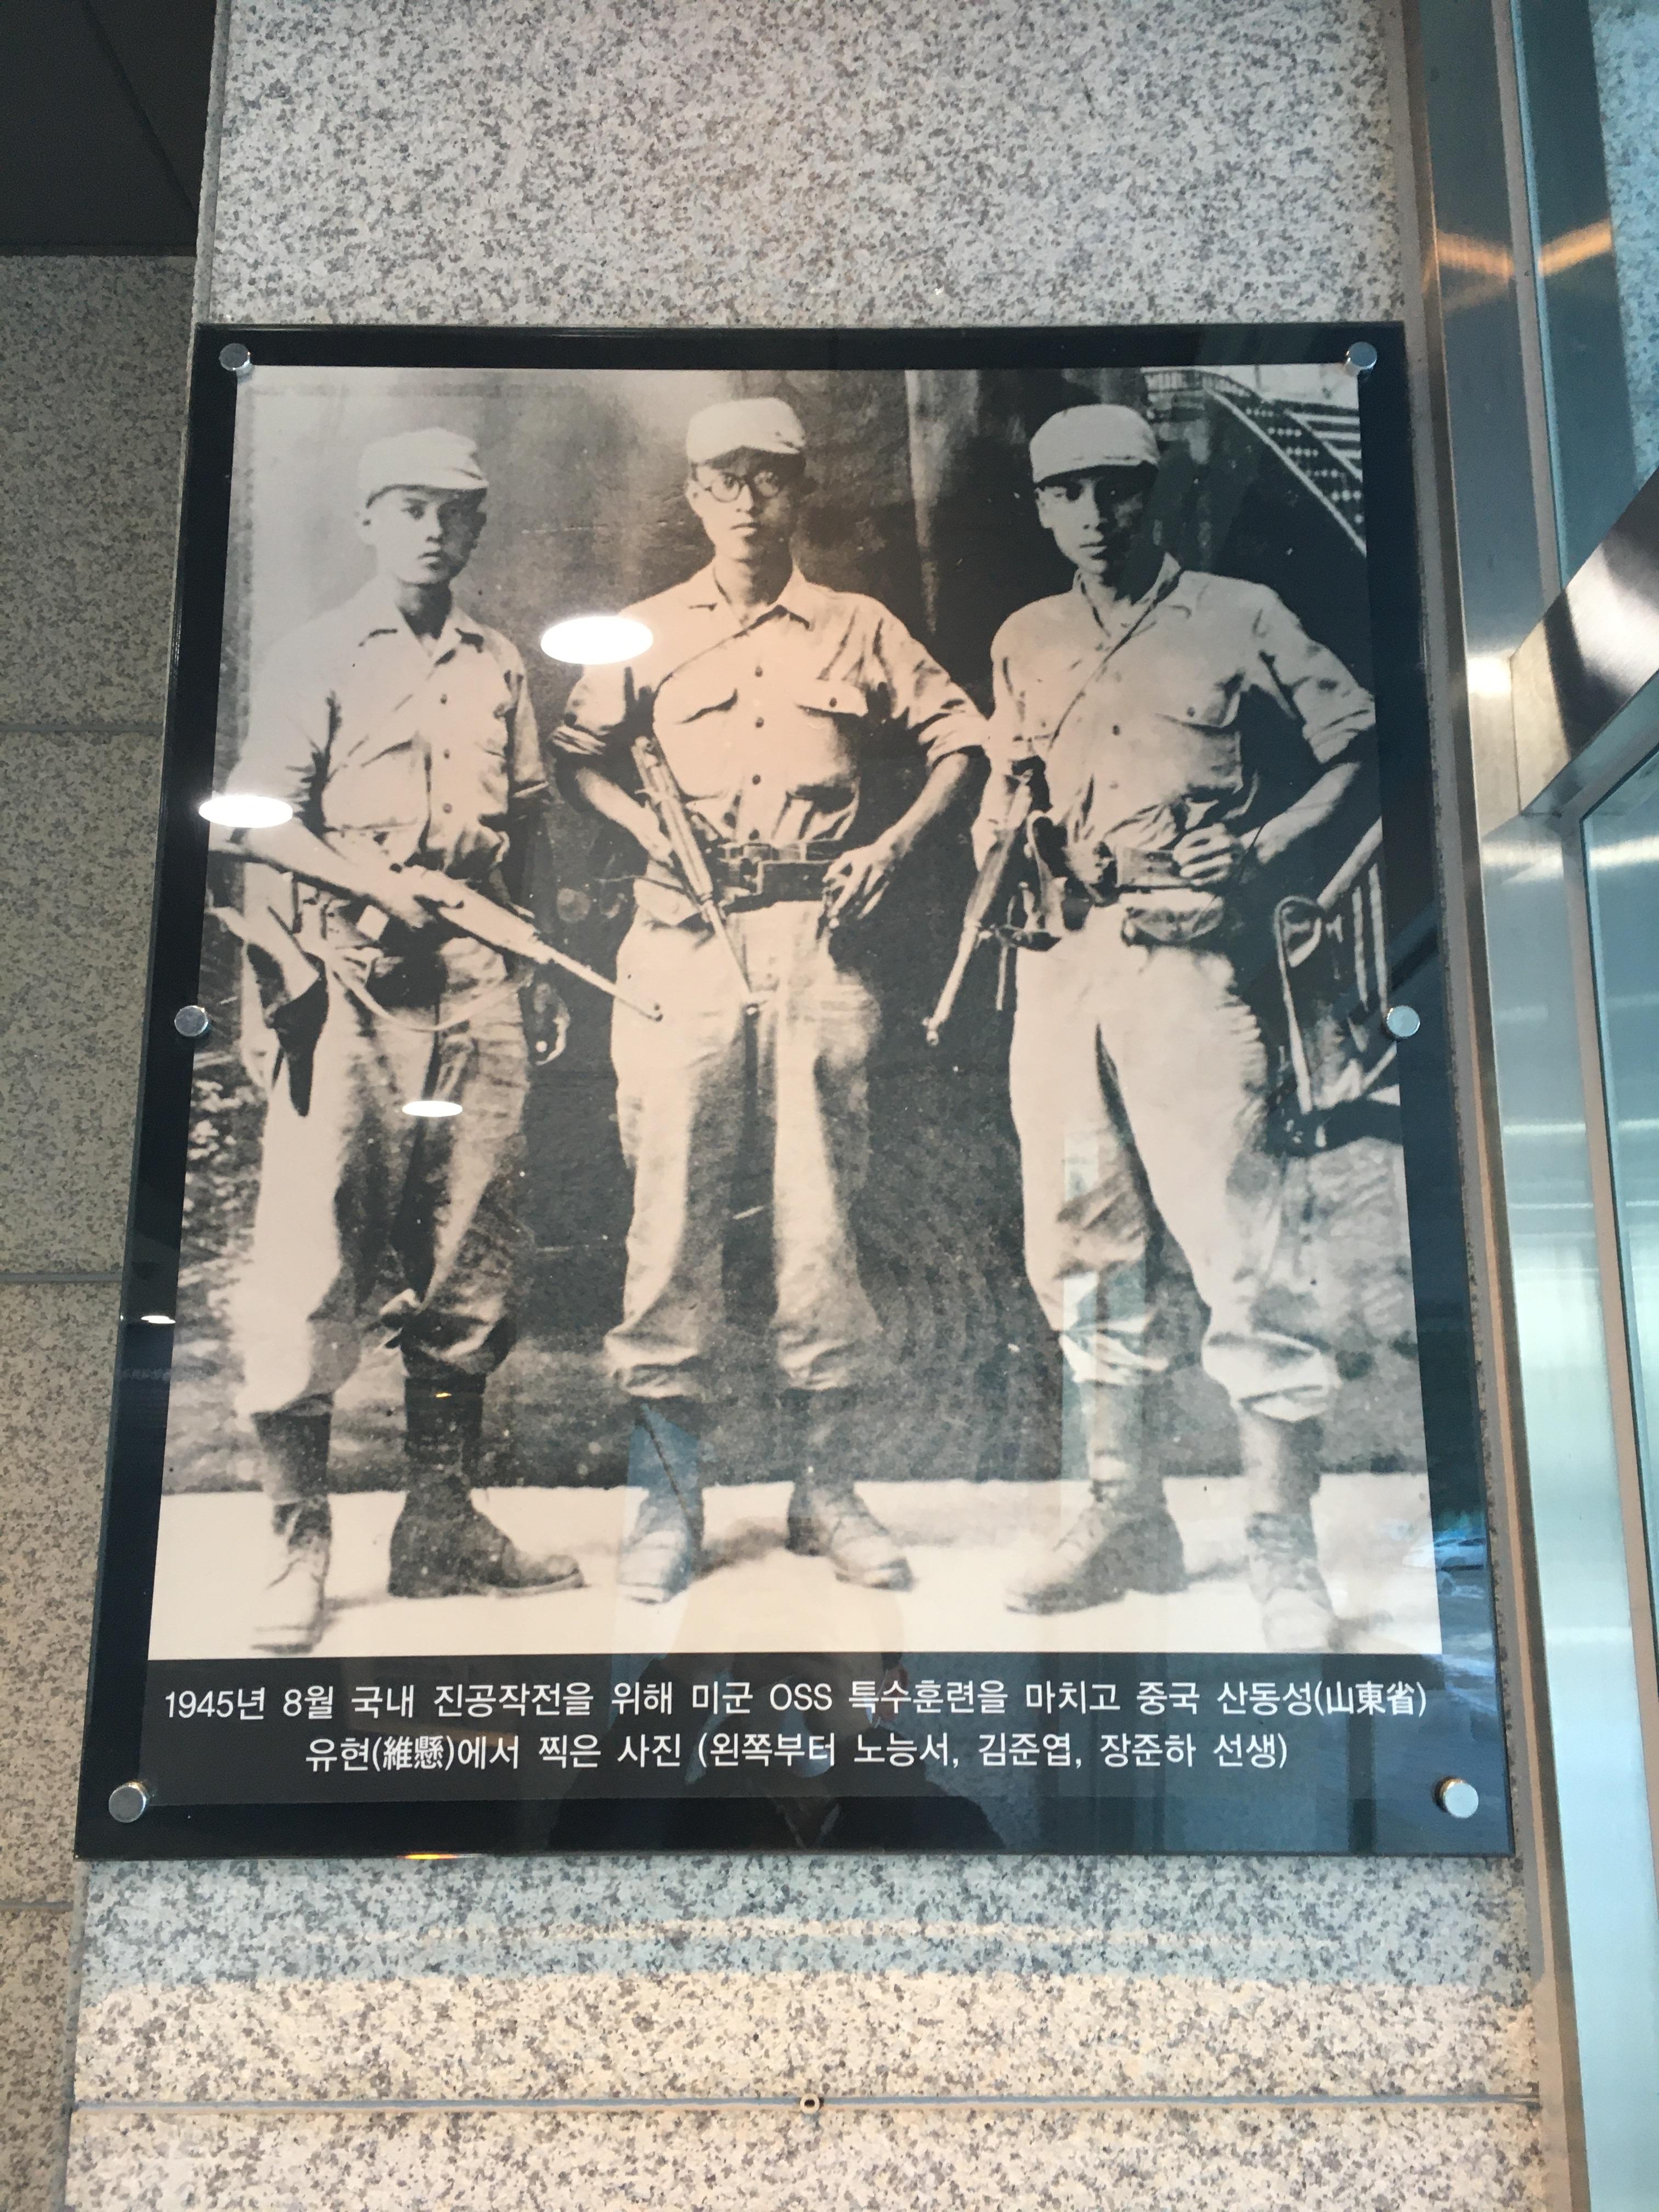 1945년 8월 국내 진공작전을 위해 미군 OSS 특수훈련을 마치고 중국 산동성(山東省)
유현(維懸)에서 찍은 사진 (왼쪽부터 노능서, 김준엽, 장준하 선생)